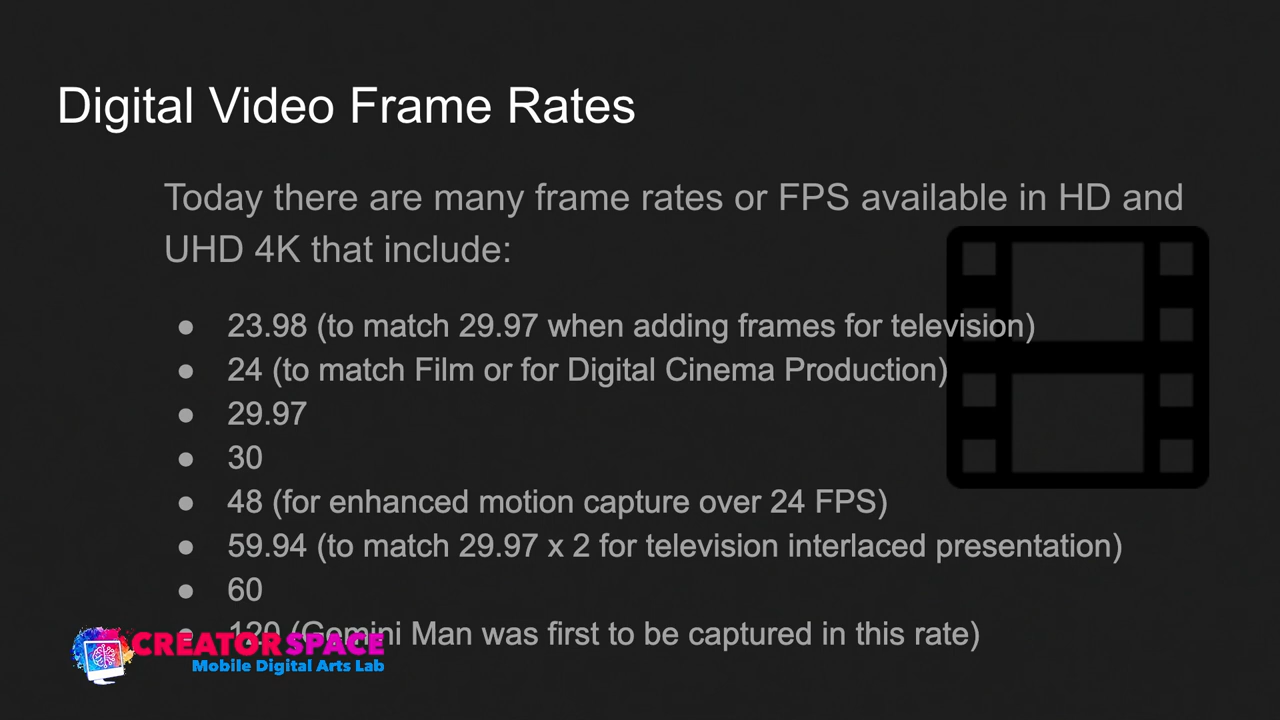 Digital Video Frame Rates
Today there are many frame rates or FPS available in HD and
UHD 4K that include:
● 23.98 (to match 29.97 when adding frames for television)
● 24 (to match Film or for Digital Cinema Production)
● 29.97
● 30
● 48 (for enhanced motion capture over 24 FPS)
● 59.94 (to match 29.97 x 2 for television interlaced presentation)
● 60
● 120 (Gemini Man was first to be captured in this rate)
CREATOR SPACE
Mobile Digital Arts Lab